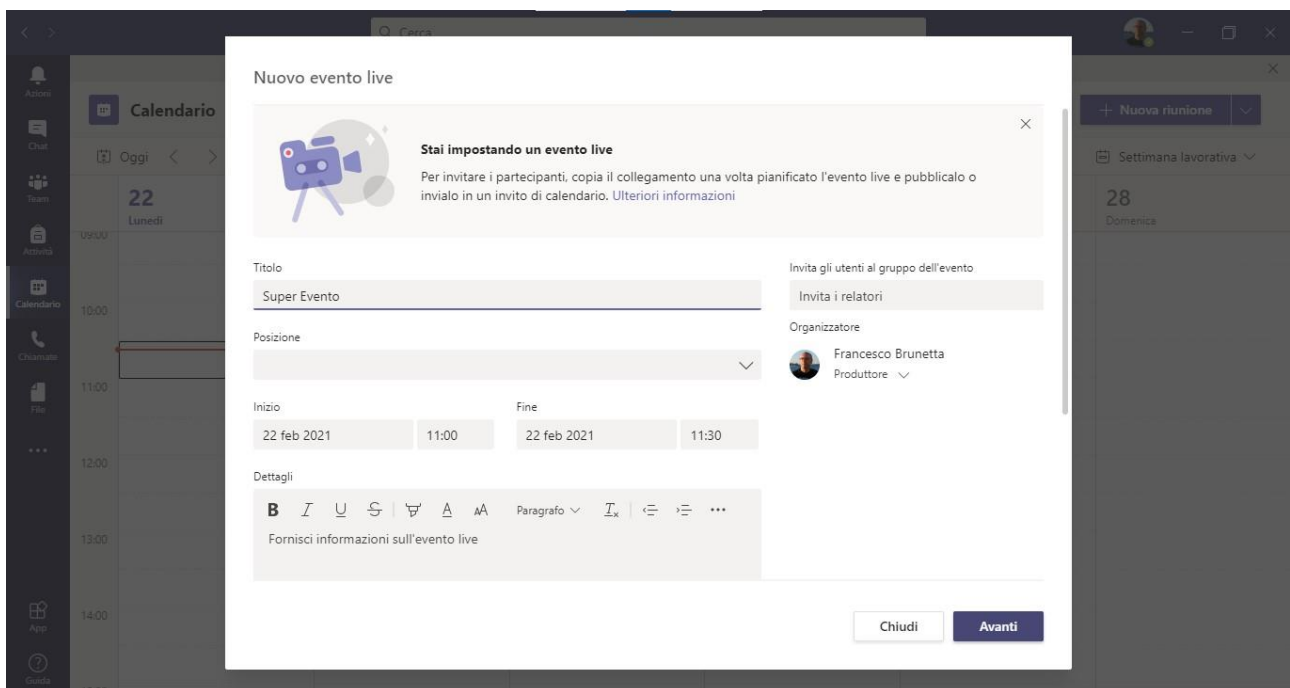 Cerca
Azioni
Chat
Team
Attività
Calendario
Chiamate
File
App
Guida
Calendario
Nuova riunione
Oggi
Settimana lavorativa
22
Lunedì
28
Domenica
09:00
10:00
11:00
12:00
13:00
14:00
Nuovo evento live
Stai impostando un evento live
Per invitare i partecipanti, copia il collegamento una volta pianificato l'evento live e pubblicalo o
invialo in un invito di calendario. Ulteriori informazioni
Titolo
Super Evento
Posizione
Inizio
Fine
22 feb 2021 11:00 22 feb 2021 11:30
Dettagli
B I U S A AA Paragrafo Tx
Fornisci informazioni sull'evento live
Invita gli utenti al gruppo dell'evento
Invita i relatori
Organizzatore
Francesco Brunetta
Produttore
Chiudi
Avanti